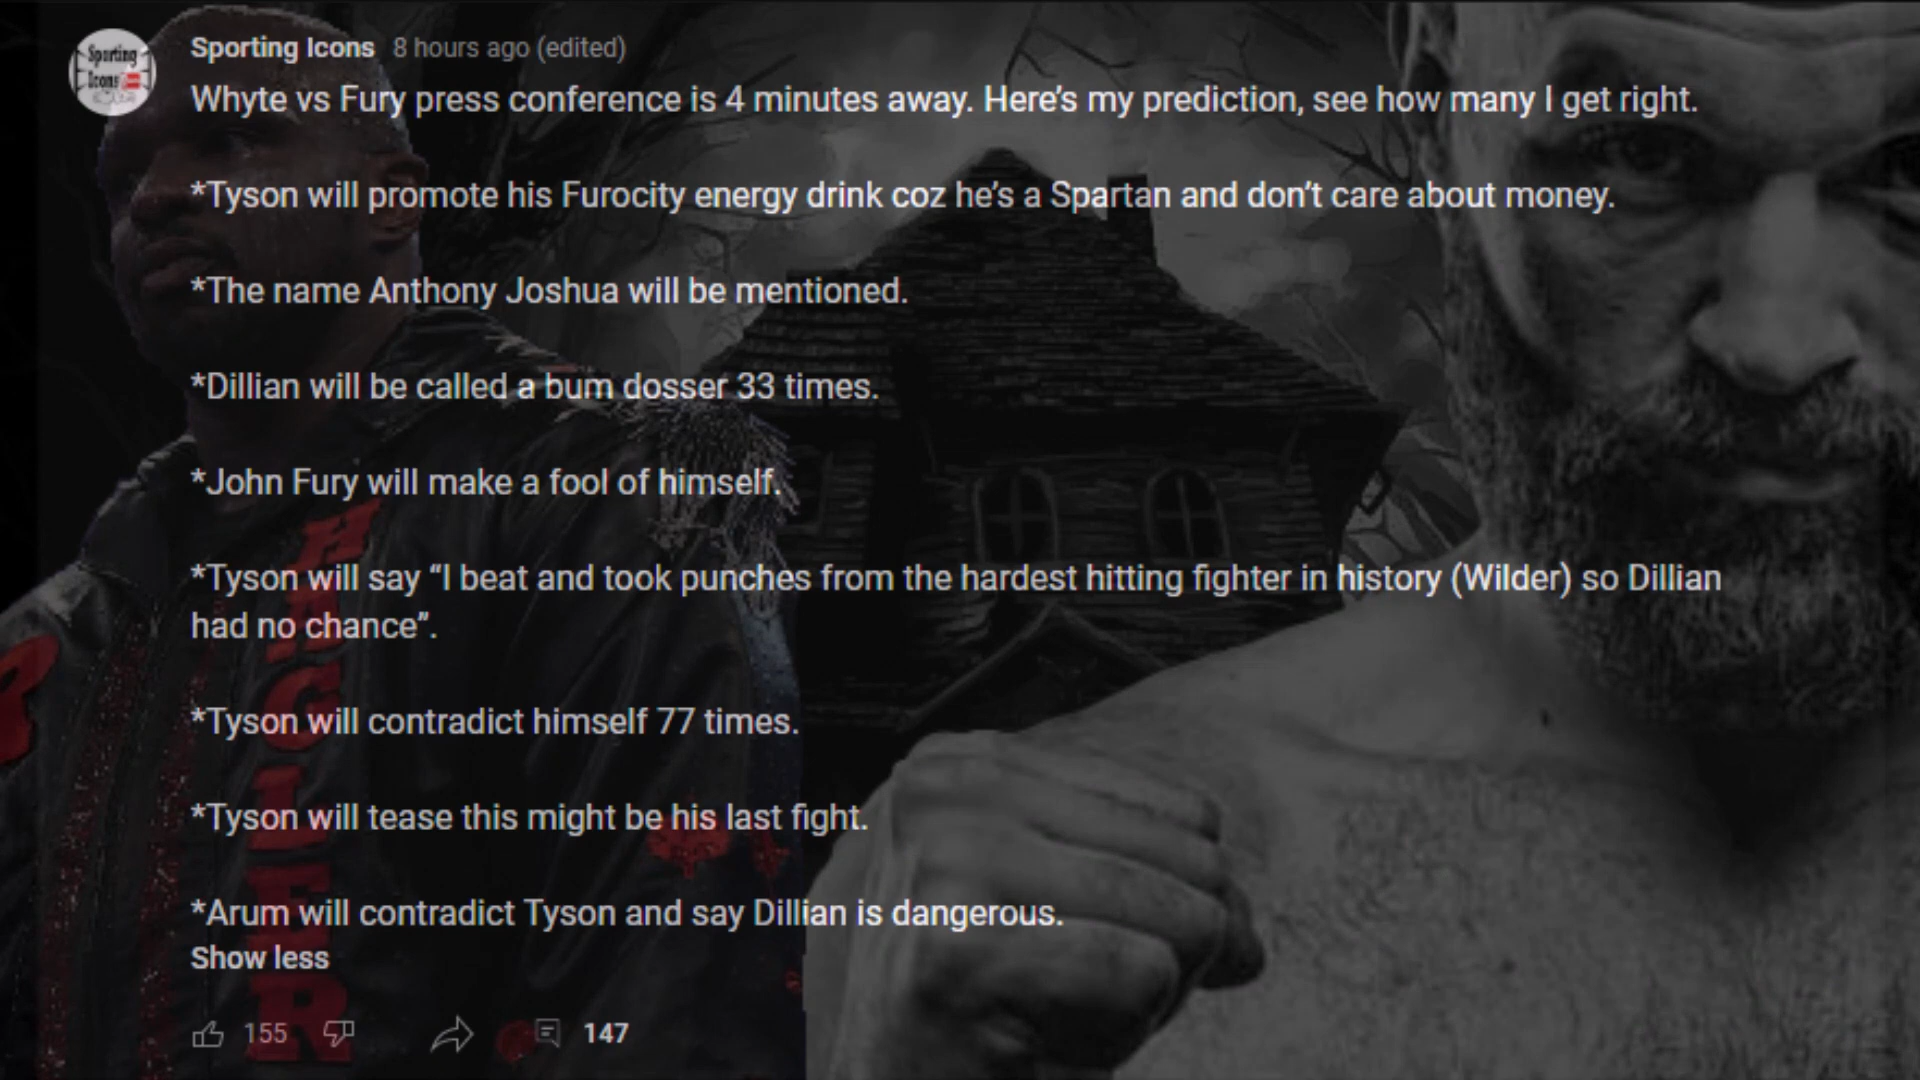 Sporting
Icons
Sporting Icons 8 hours ago (edited)
Whyte vs Fury press conference is 4 minutes away. Here’s my prediction, see how many I get right.
*Tyson will promote his Furocity energy drink coz he’s a Spartan and don’t care about money.
*The name Anthony Joshua will be mentioned.
*Dillian will be called a bum dosser 33 times.
*John Fury will make a fool of himself.
*Tyson will say “I beat and took punches from the hardest hitting fighter in history (Wilder) so Dillian
had no chance”.
*Tyson will contradict himself 77 times.
*Tyson will tease this might be his last fight.
*Arum will contradict Tyson and say Dillian is dangerous.
Show less
155
147
HAGLER